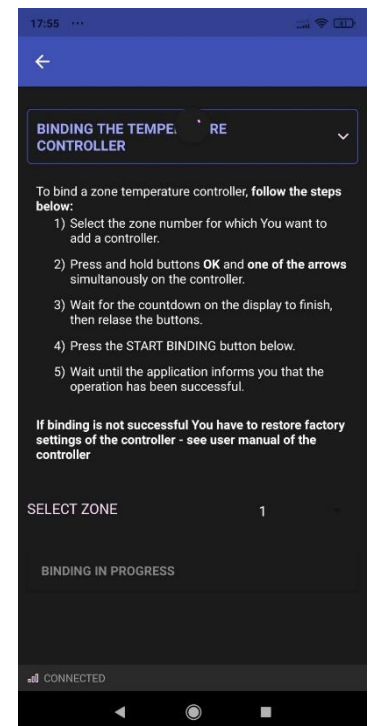 17:55 ...
BINDING THE TEMPE RE
CONTROLLER
To bind a zone temperature controller, follow the steps
below:
1) Select the zone number for which You want to
add a controller.
2) Press and hold buttons OK and one of the arrows
simultanously on the controller.
3) Wait for the countdown on the display to finish,
then relase the buttons.
4) Press the START BINDING button below.
5) Wait until the application informs you that the
operation has been successful.
If binding is not successful You have to restore factory
settings of the controller - see user manual of the
controller
SELECT ZONE 1
BINDING IN PROGRESS
CONNECTED